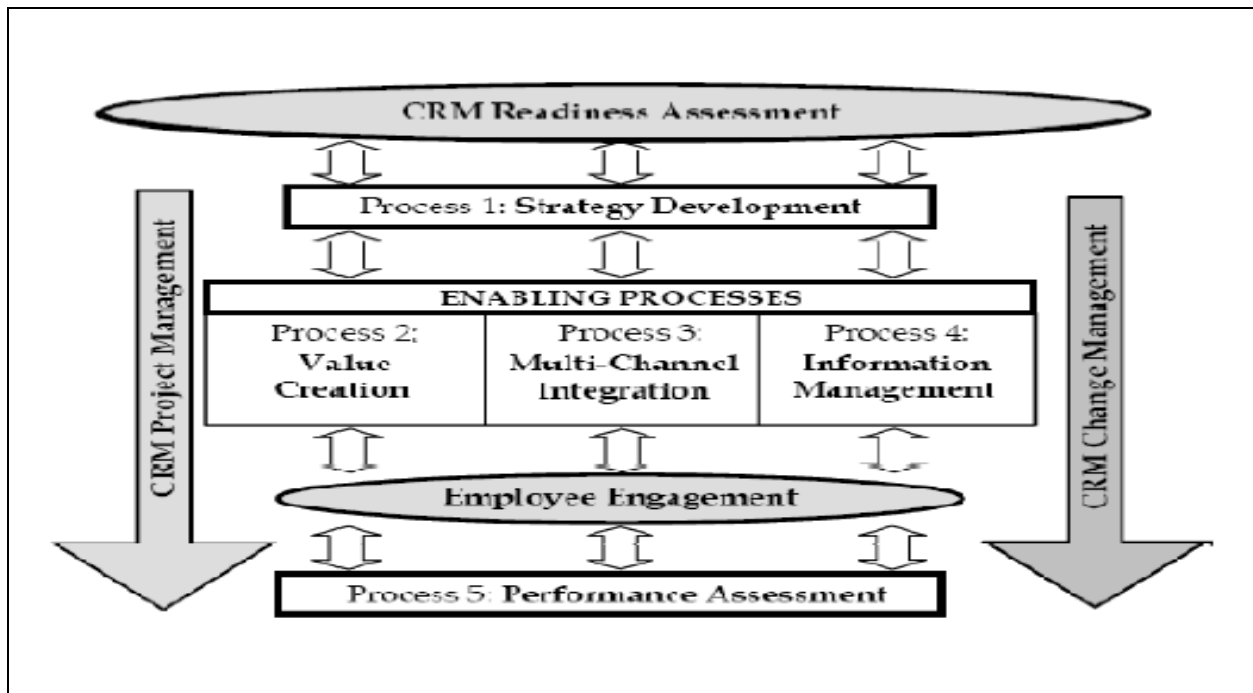 CRM Readiness Assessment
Process 1: Strategy Development
CRM Project Management
CRM Change Management
ENABLING PROCESSES
Process 2:
Value
Creation
Process 3:
Multi-Channel
Integration
Process 4:
Information
Management
Employee Engagement
Process 5: Performance Assessment